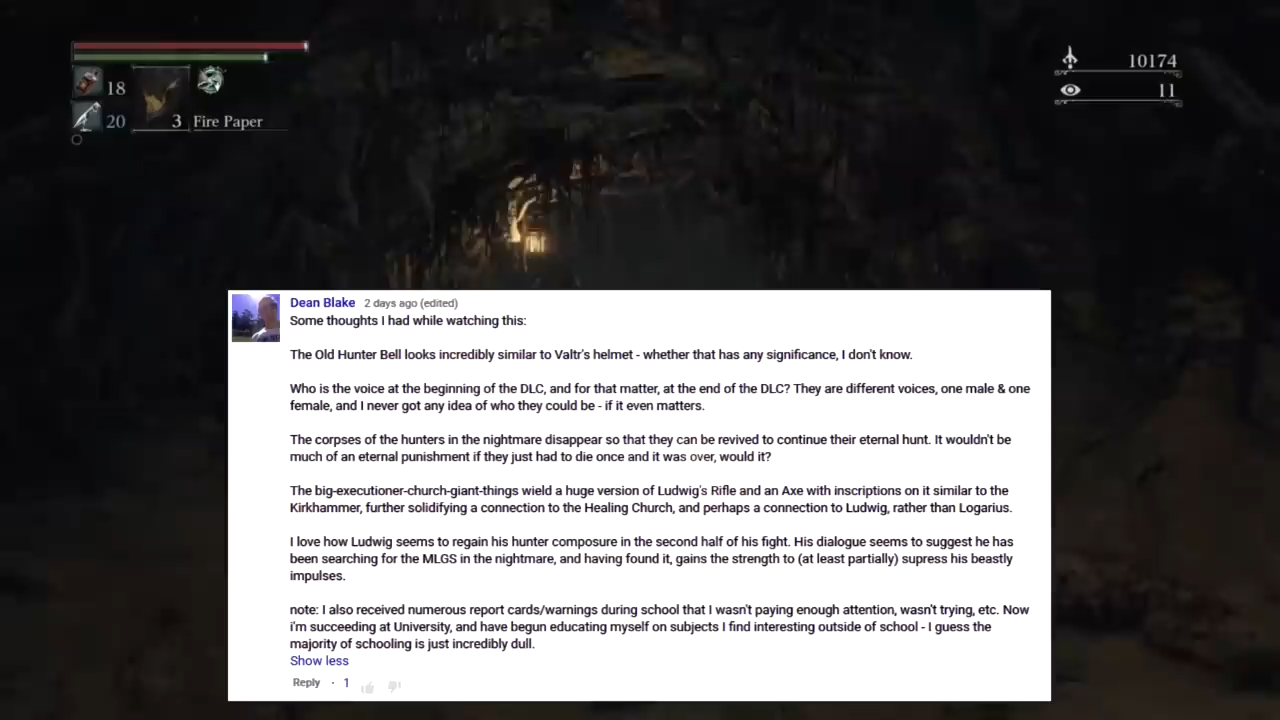 10174
18
11
20
3 Fire Paper
Dean Blake 2 days ago (edited)
Some thoughts I had while watching this:
The Old Hunter Bell looks incredibly similar to Valtr's helmet - whether that has any significance, I don't know.
Who is the voice at the beginning of the DLC, and for that matter, at the end of the DLC? They are different voices, one male & one
female, and I never got any idea of who they could be - if it even matters.
The corpses of the hunters in the nightmare disappear so that they can be revived to continue their eternal hunt. It wouldn't be
much of an eternal punishment if they just had to die once and it was over, would it?
The big-executioner-church-giant-things wield a huge version of Ludwig's Rifle and an Axe with inscriptions on it similar to the
Kirkhammer, further solidifying a connection to the Healing Church, and perhaps a connection to Ludwig, rather than Logarius.
I love how Ludwig seems to regain his hunter composure in the second half of his fight. His dialogue seems to suggest he has
been searching for the MLGS in the nightmare, and having found it, gains the strength to (at least partially) supress his beastly
impulses.
note: I also received numerous report cards/warnings during school that I wasn't paying enough attention, wasn't trying, etc. Now
i'm succeeding at University, and have begun educating myself on subjects I find interesting outside of school - I guess the
majority of schooling is just incredibly dull.
Show less
Reply · 1